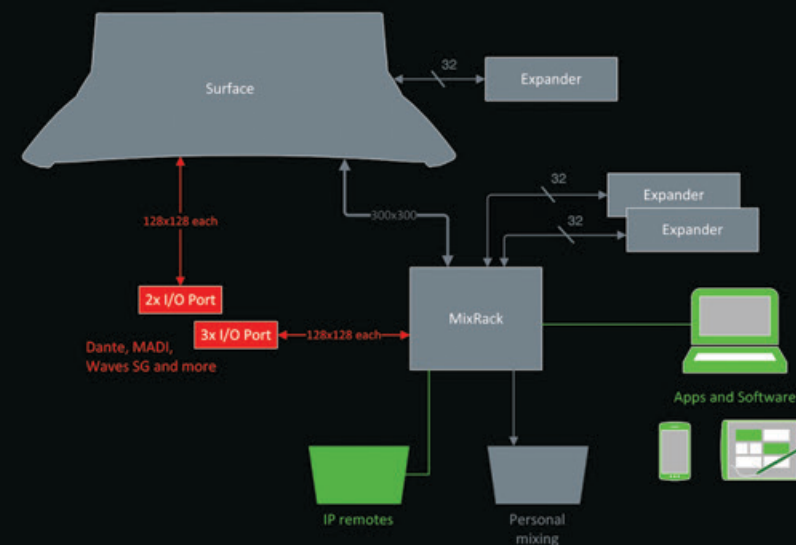 32
Surface
Expander
32
Expander
128x128 each
300x300
32
Expander
2x I/O Port
MixRack
3x I/O Port
128x128 each
Dante, MADI,
Waves SG and more
Apps and Software
IP remotes
Personal
mixing